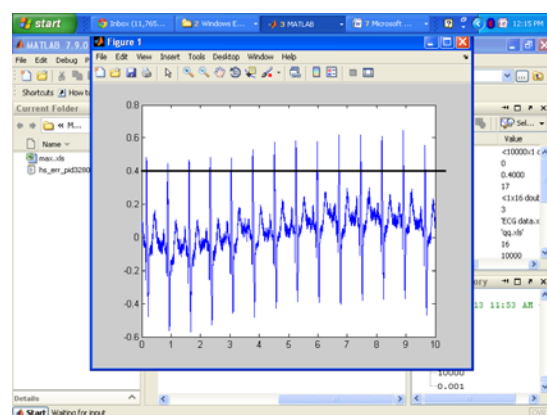 start
Inbox (11,765...
2 Windows E...
3 MATLAB
7 Microsoft ...
12:15 PM
MATLAB 7.9.0
Figure 1
File Edit Debug
File Edit View Insert Tools Desktop Window Help
Shortcuts How to
Current Folder
« M...
Name
max.xls
hs_err_pid3280
0.8
0.6
0.4
0.2
0
-0.2
-0.4
-0.6
0 1 2 3 4 5 6 7 8 9 10
Sel...
Value
<10000x1
0
0.4000
17
<1x16 doub
3
'ECG data.x
'qq.xls'
16
10000
ory
13 11:53 AM
10000
0.001
Details
Start Waiting for input
OVR